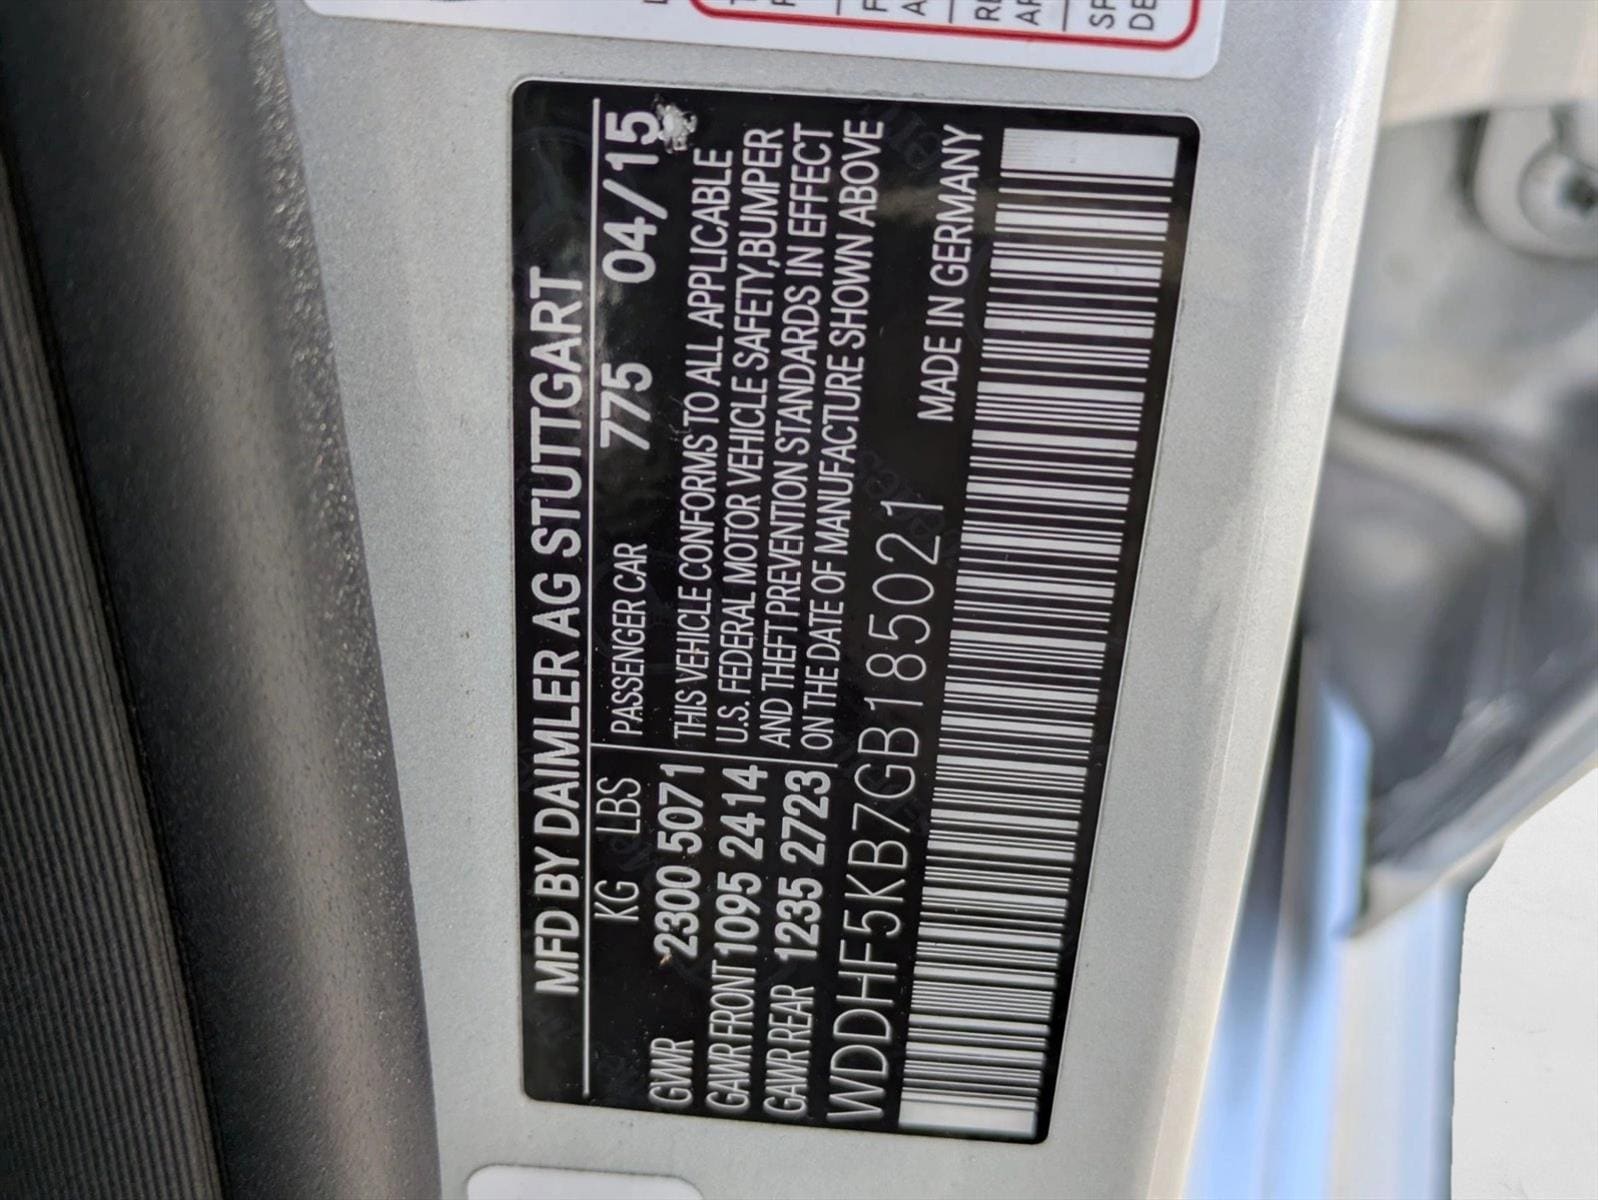 MFD BY DAIMLER AG STUTTGART
KG LBS PASSENGER CAR 775 04/15
GVWR 2300 5071 THIS VEHICLE CONFORMS TO ALL APPLICABLE
GAWR FRONT 1095 2414 U.S. FEDERAL MOTOR VEHICLE SAFETY,BUMPER
GAWR REAR 1235 2723 AND THEFT PREVENTION STANDARDS IN EFFECT
ON THE DATE OF MANUFACTURE SHOWN ABOVE
WDDHF5KB7GB185021 MADE IN GERMANY